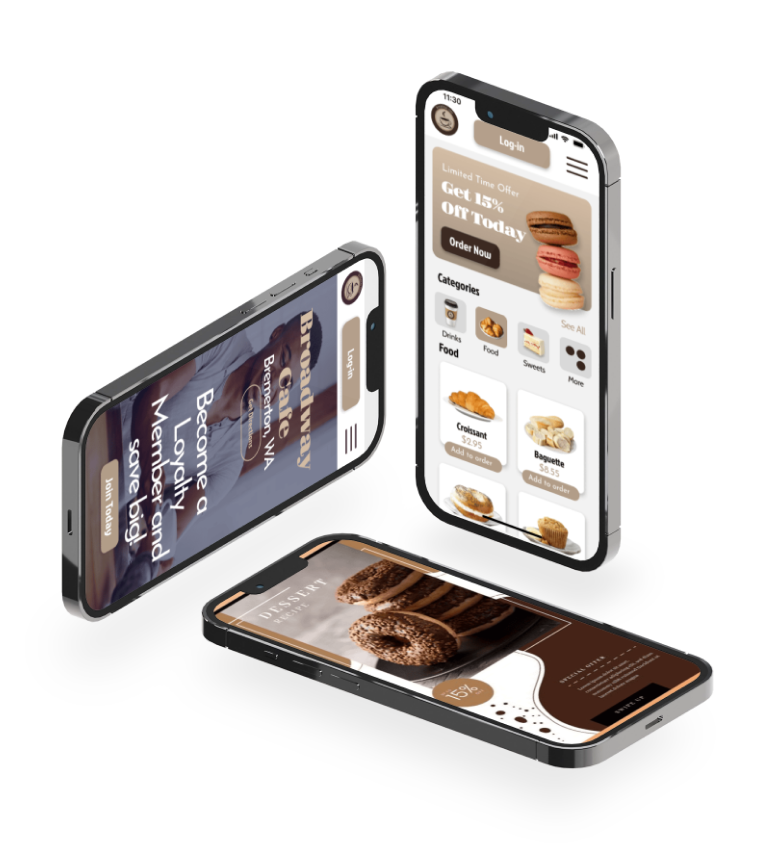 11:30
Log-in
Limited Time Offer
Get 15%
Off Today
Order Now
Categories
See All
Drinks
Food
Sweets
More
Food
Croissant
$2.95
Add to order
Baguette
$8.55
Add to order
Log-in
Broadway
Cafe
Bremerton, WA
Get Directions
Become a
Loyalty
Member and
save big!
Join Today
DESSERT
RECIPE
15%
SPECIAL OFFER
SWIPE UP